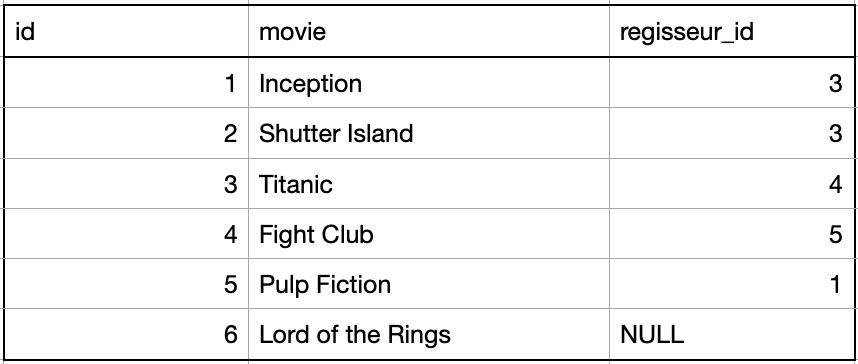 id movie regisseur_id
1 Inception 3
2 Shutter Island 3
3 Titanic 4
4 Fight Club 5
5 Pulp Fiction 1
6 Lord of the Rings NULL